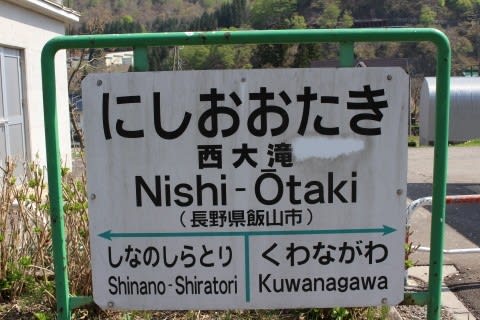 にしおおたき
西大滝
Nishi-Ōtaki
(長野県飯山市)
しなのしらとり くわながわ
Shinano-Shiratori Kuwanagawa